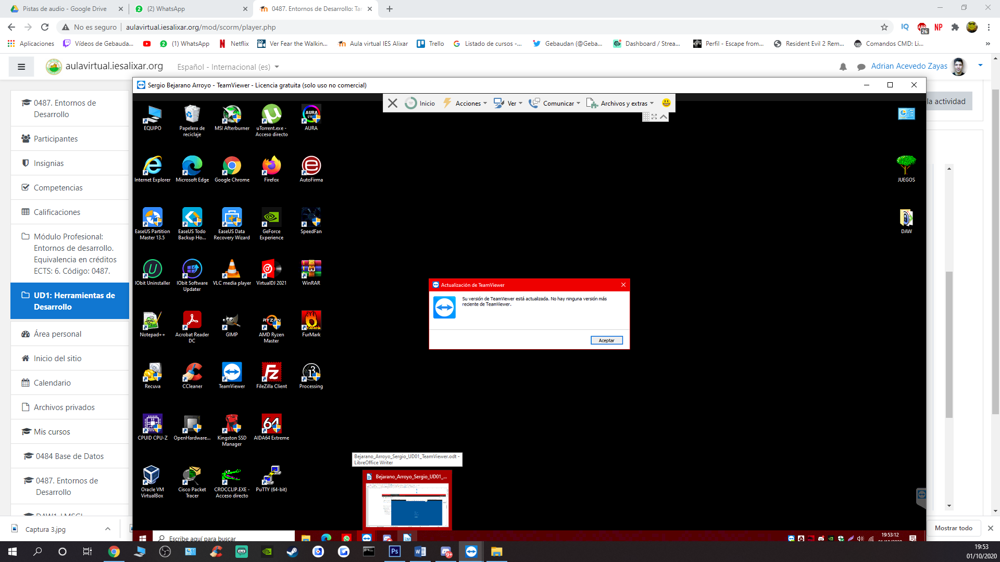 Pistas de audio - Google Drive
(2) WhatsApp
0487. Entornos de Desarrollo: Tar
No es seguro
aulavirtual.iesalixar.org/mod/scorm/player.php
26
NP
Aplicaciones
Vídeos de Gebauda...
(1) WhatsApp
Netflix
Ver Fear the Walkin...
Aula virtual IES Alixar
Trello
Listado de cursos -...
Gebaudan (@Geba...
Dashboard / Strea...
Perfil - Escape from...
Resident Evil 2 Rem...
Comandos CMD: Li...
aulavirtual.iesalixar.org
Español - Internacional (es)
Adrian Acevedo Zayas
Sergio Bejarano Arroyo - TeamViewer - Licencia gratuita (solo uso no comercial)
la actividad
Inicio
Acciones
Ver
Comunicar
Archivos y extras
0487. Entornos de
Desarrollo
Participantes
Insignias
Competencias
Calificaciones
Módulo Profesional:
Entornos de desarrollo.
Equivalencia en créditos
ECTS: 6. Código: 0487.
UD1: Herramientas de
Desarrollo
Área personal
Inicio del sitio
Calendario
Archivos privados
Mis cursos
0484 Base de Datos
0487. Entornos de
Desarrollo
EQUIPO
Papelera de
reciclaje
MSI Afterburner
uTorrent.exe -
Acceso directo
AURA
Internet Explorer
Microsoft Edge
Google Chrome
Firefox
AutoFirma
JUEGOS
EaseUS Partition
Master 13.5
EaseUS Todo
Backup Ho...
EaseUS Data
Recovery Wizard
GeForce
Experience
SpeedFan
DAW
IObit Uninstaller
IObit Software
Updater
VLC media player
VirtualDJ 2021
WinRAR
Actualización de TeamViewer
Su versión de TeamViewer está actualizada. No hay ninguna versión más
reciente de TeamViewer.
Aceptar
Notepad++
Acrobat Reader
DC
GIMP
AMD Ryzen
Master
FurMark
Recuva
CCleaner
TeamViewer
FileZilla Client
Processing
CPUID CPU-Z
OpenHardware...
Kingston SSD
Manager
AIDA64 Extreme
Oracle VM
VirtualBox
Cisco Packet
Tracer
CROCCLIP.EXE -
Acceso directo
PuTTY (64-bit)
Bejarano_Arroyo_Sergio_UD01_TeamViewer.odt -
LibreOffice Writer
Bejarano_Arroyo_Sergio_UD01_...
Captura 3.jpg
Mostrar todo
Escribe aquí para buscar
19:53:12
19:53
01/10/2020